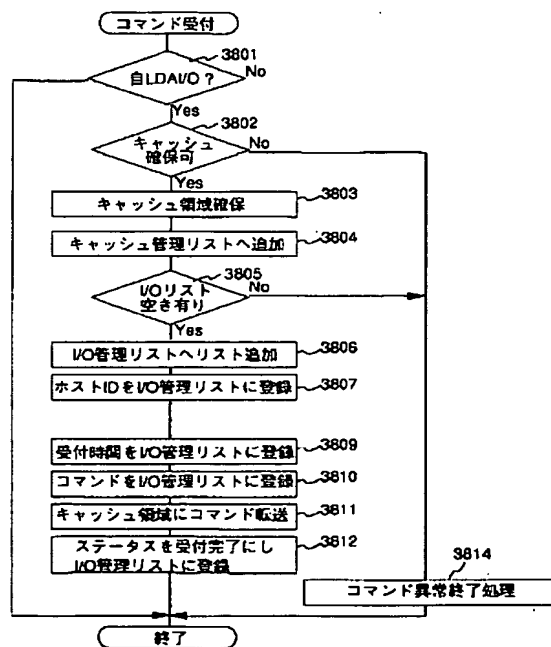 コマンド受付
3801
自LDAI/O?
No
Yes
3802
キャッシュ
確保可
No
Yes
キャッシュ領域確保
3803
キャッシュ管理リストへ追加
3804
3805
I/Oリスト
空き有り
No
Yes
I/O管理リストへリスト追加
3806
ホストIDをI/O管理リストに登録
3807
受付時間をI/O管理リストに登録
3809
コマンドをI/O管理リストに登録
3810
キャッシュ領域にコマンド転送
3811
ステータスを受付完了にし
I/O管理リストに登録
3812
3814
コマンド異常終了処理
終了